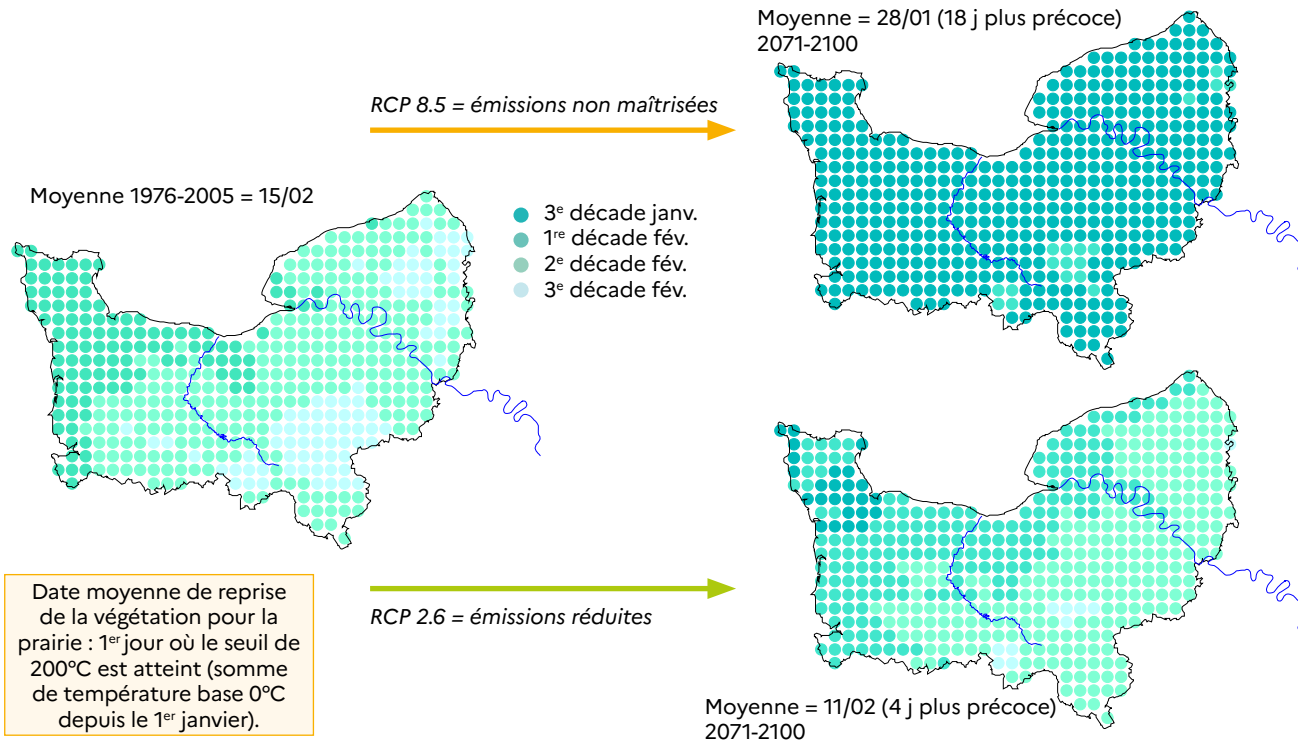 Moyenne = 28/01 (18 j plus précoce)
2071-2100
RCP 8.5 = émissions non maîtrisées
Moyenne 1976-2005 = 15/02
3e décade janv.
1re décade fév.
2e décade fév.
3e décade fév.
Date moyenne de reprise
de la végétation pour la
prairie : 1er jour où le seuil de
200°C est atteint (somme
de température base 0°C
depuis le 1er janvier).
RCP 2.6 = émissions réduites
Moyenne = 11/02 (4 j plus précoce)
2071-2100